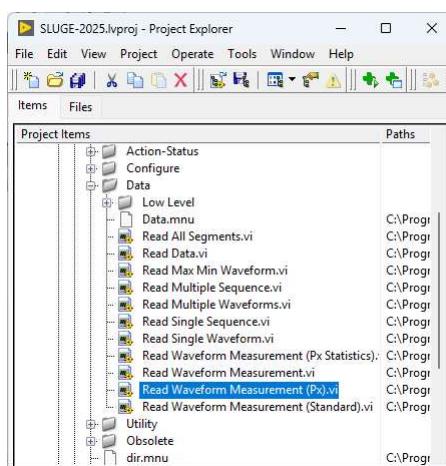 SLUGE-2025.lvproj - Project Explorer
File Edit View Project Operate Tools Window Help
Items Files
Project Items Paths
Action-Status
Configure
Data
Low Level
Data.mnu C:\Progr
Read All Segments.vi C:\Progr
Read Data.vi C:\Progr
Read Max Min Waveform.vi C:\Progr
Read Multiple Sequence.vi C:\Progr
Read Multiple Waveforms.vi C:\Progr
Read Single Sequence.vi C:\Progr
Read Single Waveform.vi C:\Progr
Read Waveform Measurement (Px Statistics). C:\Progr
Read Waveform Measurement.vi C:\Progr
Read Waveform Measurement (Px).vi C:\Progr
Read Waveform Measurement (Standard).vi C:\Progr
Utility
Obsolete
dir.mnu C:\Progr